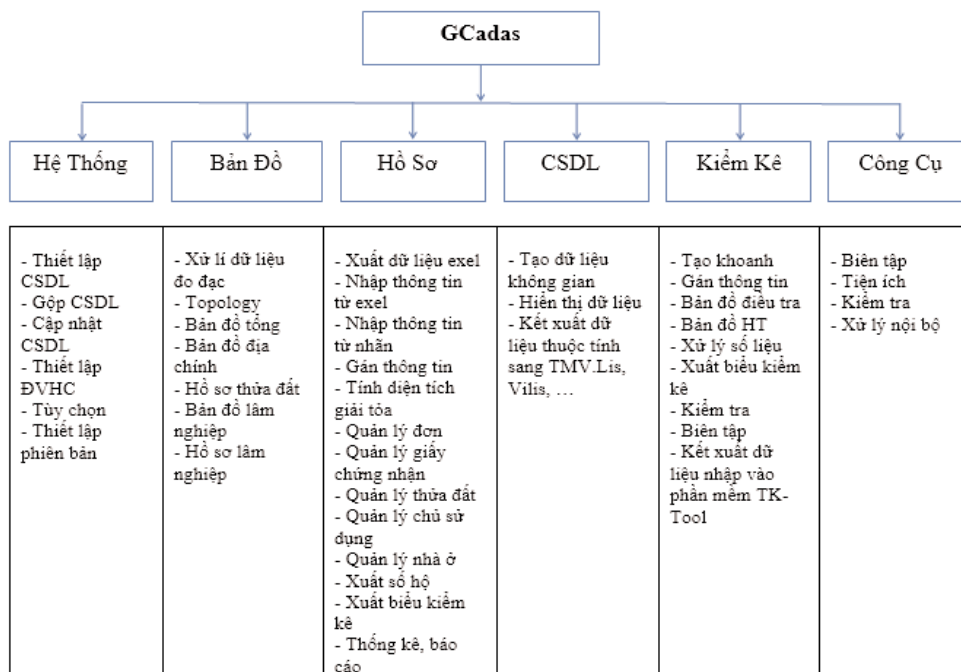 GCadas
Hệ Thống
Bản Đồ
Hồ Sơ
CSDL
Kiểm Kê
Công Cụ
- Thiết lập
CSDL
- Gộp CSDL
- Cập nhật
CSDL
- Thiết lập
ĐVHC
- Tùy chọn
- Thiết lập
phiên bản
- Xử lí dữ liệu
đo đạc
- Topology
- Bản đồ tổng
- Bản đồ địa
chính
- Hồ sơ thửa đất
- Bản đồ lâm
nghiệp
- Hồ sơ lâm
nghiệp
- Xuất dữ liệu exel
- Nhập thông tin
từ exel
- Nhập thông tin
từ nhãn
- Gán thông tin
- Tính diện tích
giải tỏa
- Quản lý đơn
- Quản lý giấy
chứng nhận
- Quản lý thửa đất
- Quản lý chủ sử
dụng
- Quản lý nhà ở
- Xuất sổ hộ
- Xuất biểu kiểm
kê
- Thống kê, báo
cáo
- Tạo dữ liệu
không gian
- Hiển thị dữ liệu
- Kết xuất dữ
liệu thuộc tính
sang TMV.Lis,
Vilis, …
- Tạo khoanh
- Gán thông tin
- Bản đồ điều tra
- Bản đồ HT
- Xử lý số liệu
- Xuất biểu kiểm
kê
- Kiểm tra
- Biên tập
- Kết xuất dữ
liệu nhập vào
phần mềm TK-
Tool
- Biên tập
- Tiện ích
- Kiểm tra
- Xử lý nội bộ